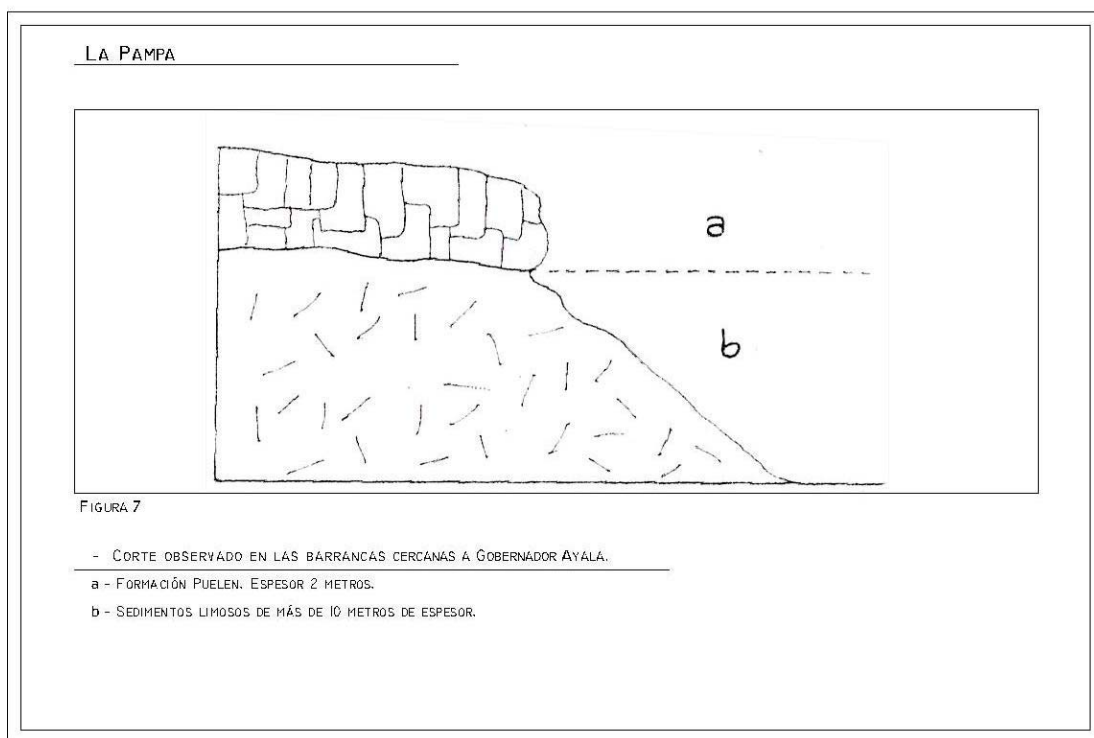 LA PAMPA
a
b
FIGURA 7
- CORTE OBSERVADO EN LAS BARRANCAS CERCANAS A GOBERNADOR AYALA.
a - FORMACIÓN PUELEN. ESPESOR 2 METROS.
b - SEDIMENTOS LIMOSOS DE MÁS DE 10 METROS DE ESPESOR.